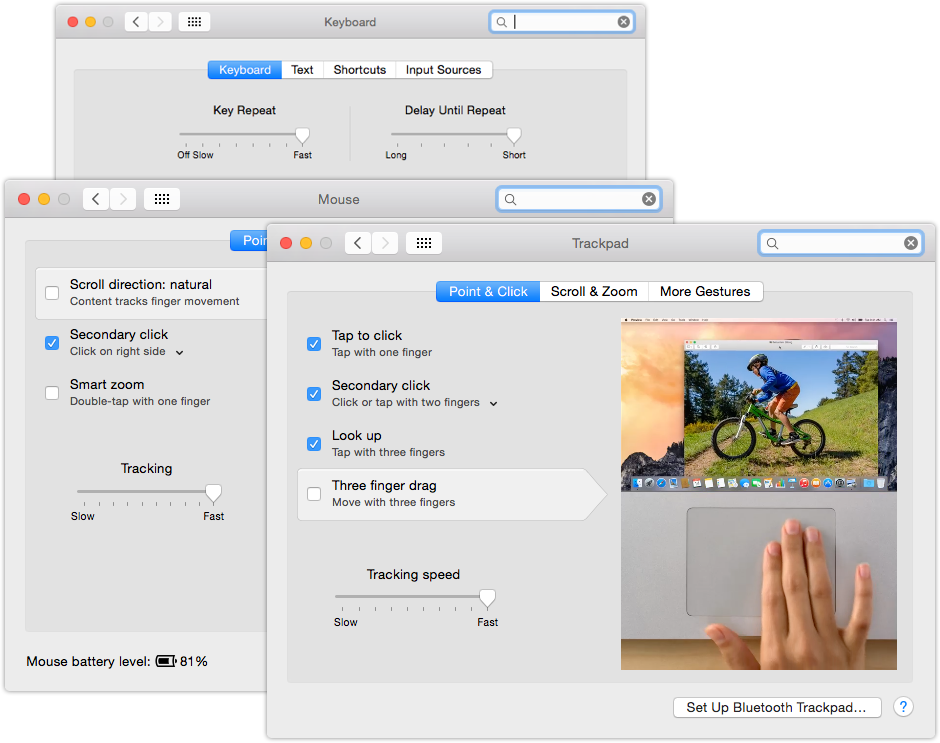 Keyboard
Keyboard Text Shortcuts Input Sources
Key Repeat
Delay Until Repeat
Off Slow Fast
Long Short
Mouse
Poin
Scroll direction: natural
Content tracks finger movement
Secondary click
Click on right side
Smart zoom
Double-tap with one finger
Tracking
Slow Fast
Mouse battery level: 81%
Trackpad
Point & Click Scroll & Zoom More Gestures
Tap to click
Tap with one finger
Secondary click
Click or tap with two fingers
Look up
Tap with three fingers
Three finger drag
Move with three fingers
Tracking speed
Slow Fast
Set Up Bluetooth Trackpad... ?